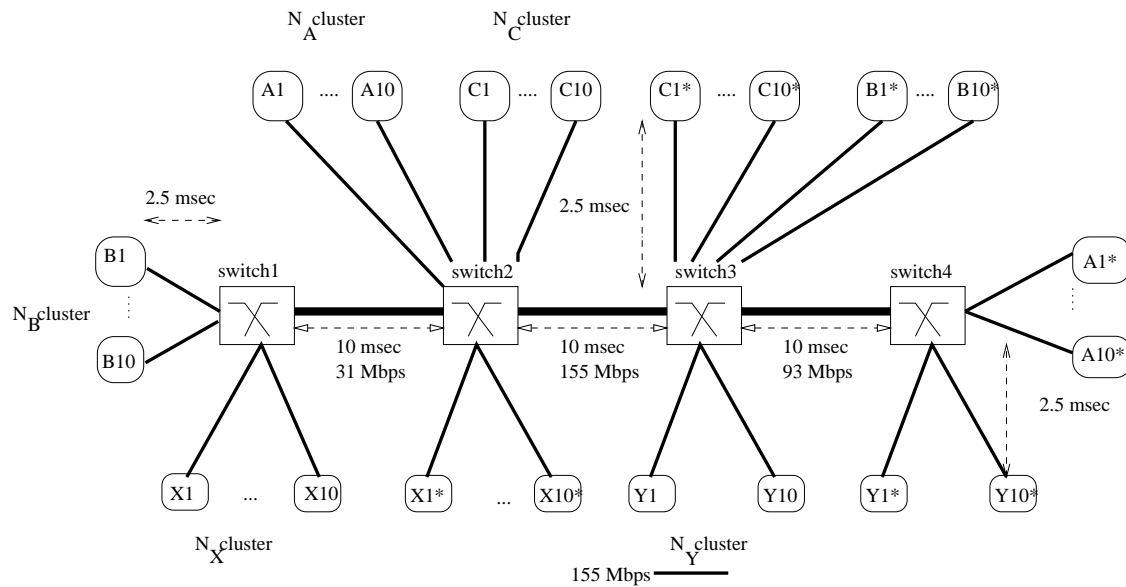 N_A cluster N_C cluster
A1 .... A10 C1 .... C10 C1* .... C10* B1* .... B10*
2.5 msec
2.5 msec
B1 switch1 switch2 switch3 switch4 A1*
N_B cluster
B10 10 msec 10 msec 10 msec A10*
31 Mbps 155 Mbps 93 Mbps
2.5 msec
X1 ... X10 X1* ... X10* Y1 Y10 Y1* Y10*
N_X cluster N_Y cluster
155 Mbps